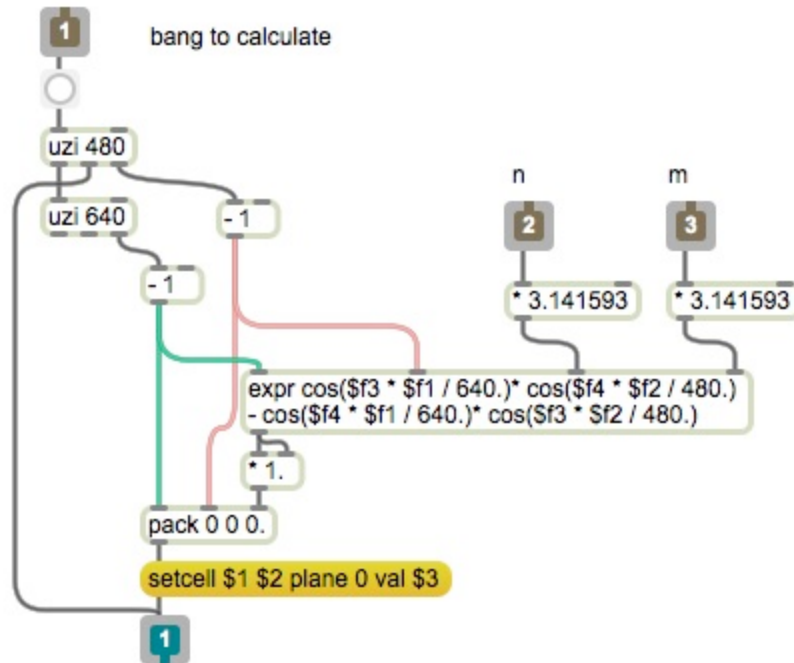 1
bang to calculate
uzi 480
n
m
uzi 640
- 1
2
3
- 1
* 3.141593
* 3.141593
expr cos($f3 * $f1 / 640.)* cos($f4 * $f2 / 480.)
- cos($f4 * $f1 / 640.)* cos($f3 * $f2 / 480.)
* 1.
pack 0 0 0.
setcell $1 $2 plane 0 val $3
1